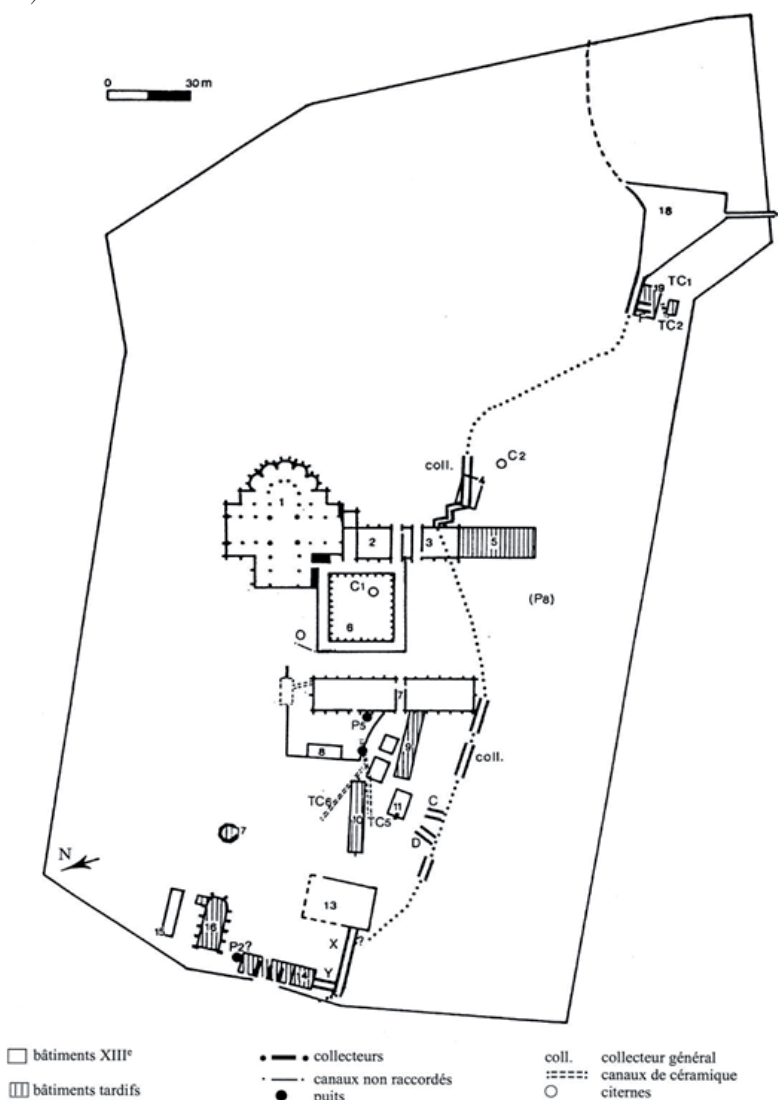 )
0 30 m
18
19 TC1
TC2
coll. C2
4
1
2 3 5
C1
(P8)
6
7
P5
8 9 coll.
TC6 11 C
TC5
10 D
7
N
13
15 16 X ?
P2? Y
14
bâtiments XIIIe collecteurs coll. collecteur général
canaux non raccordés canaux de céramique
bâtiments tardifs puits citernes